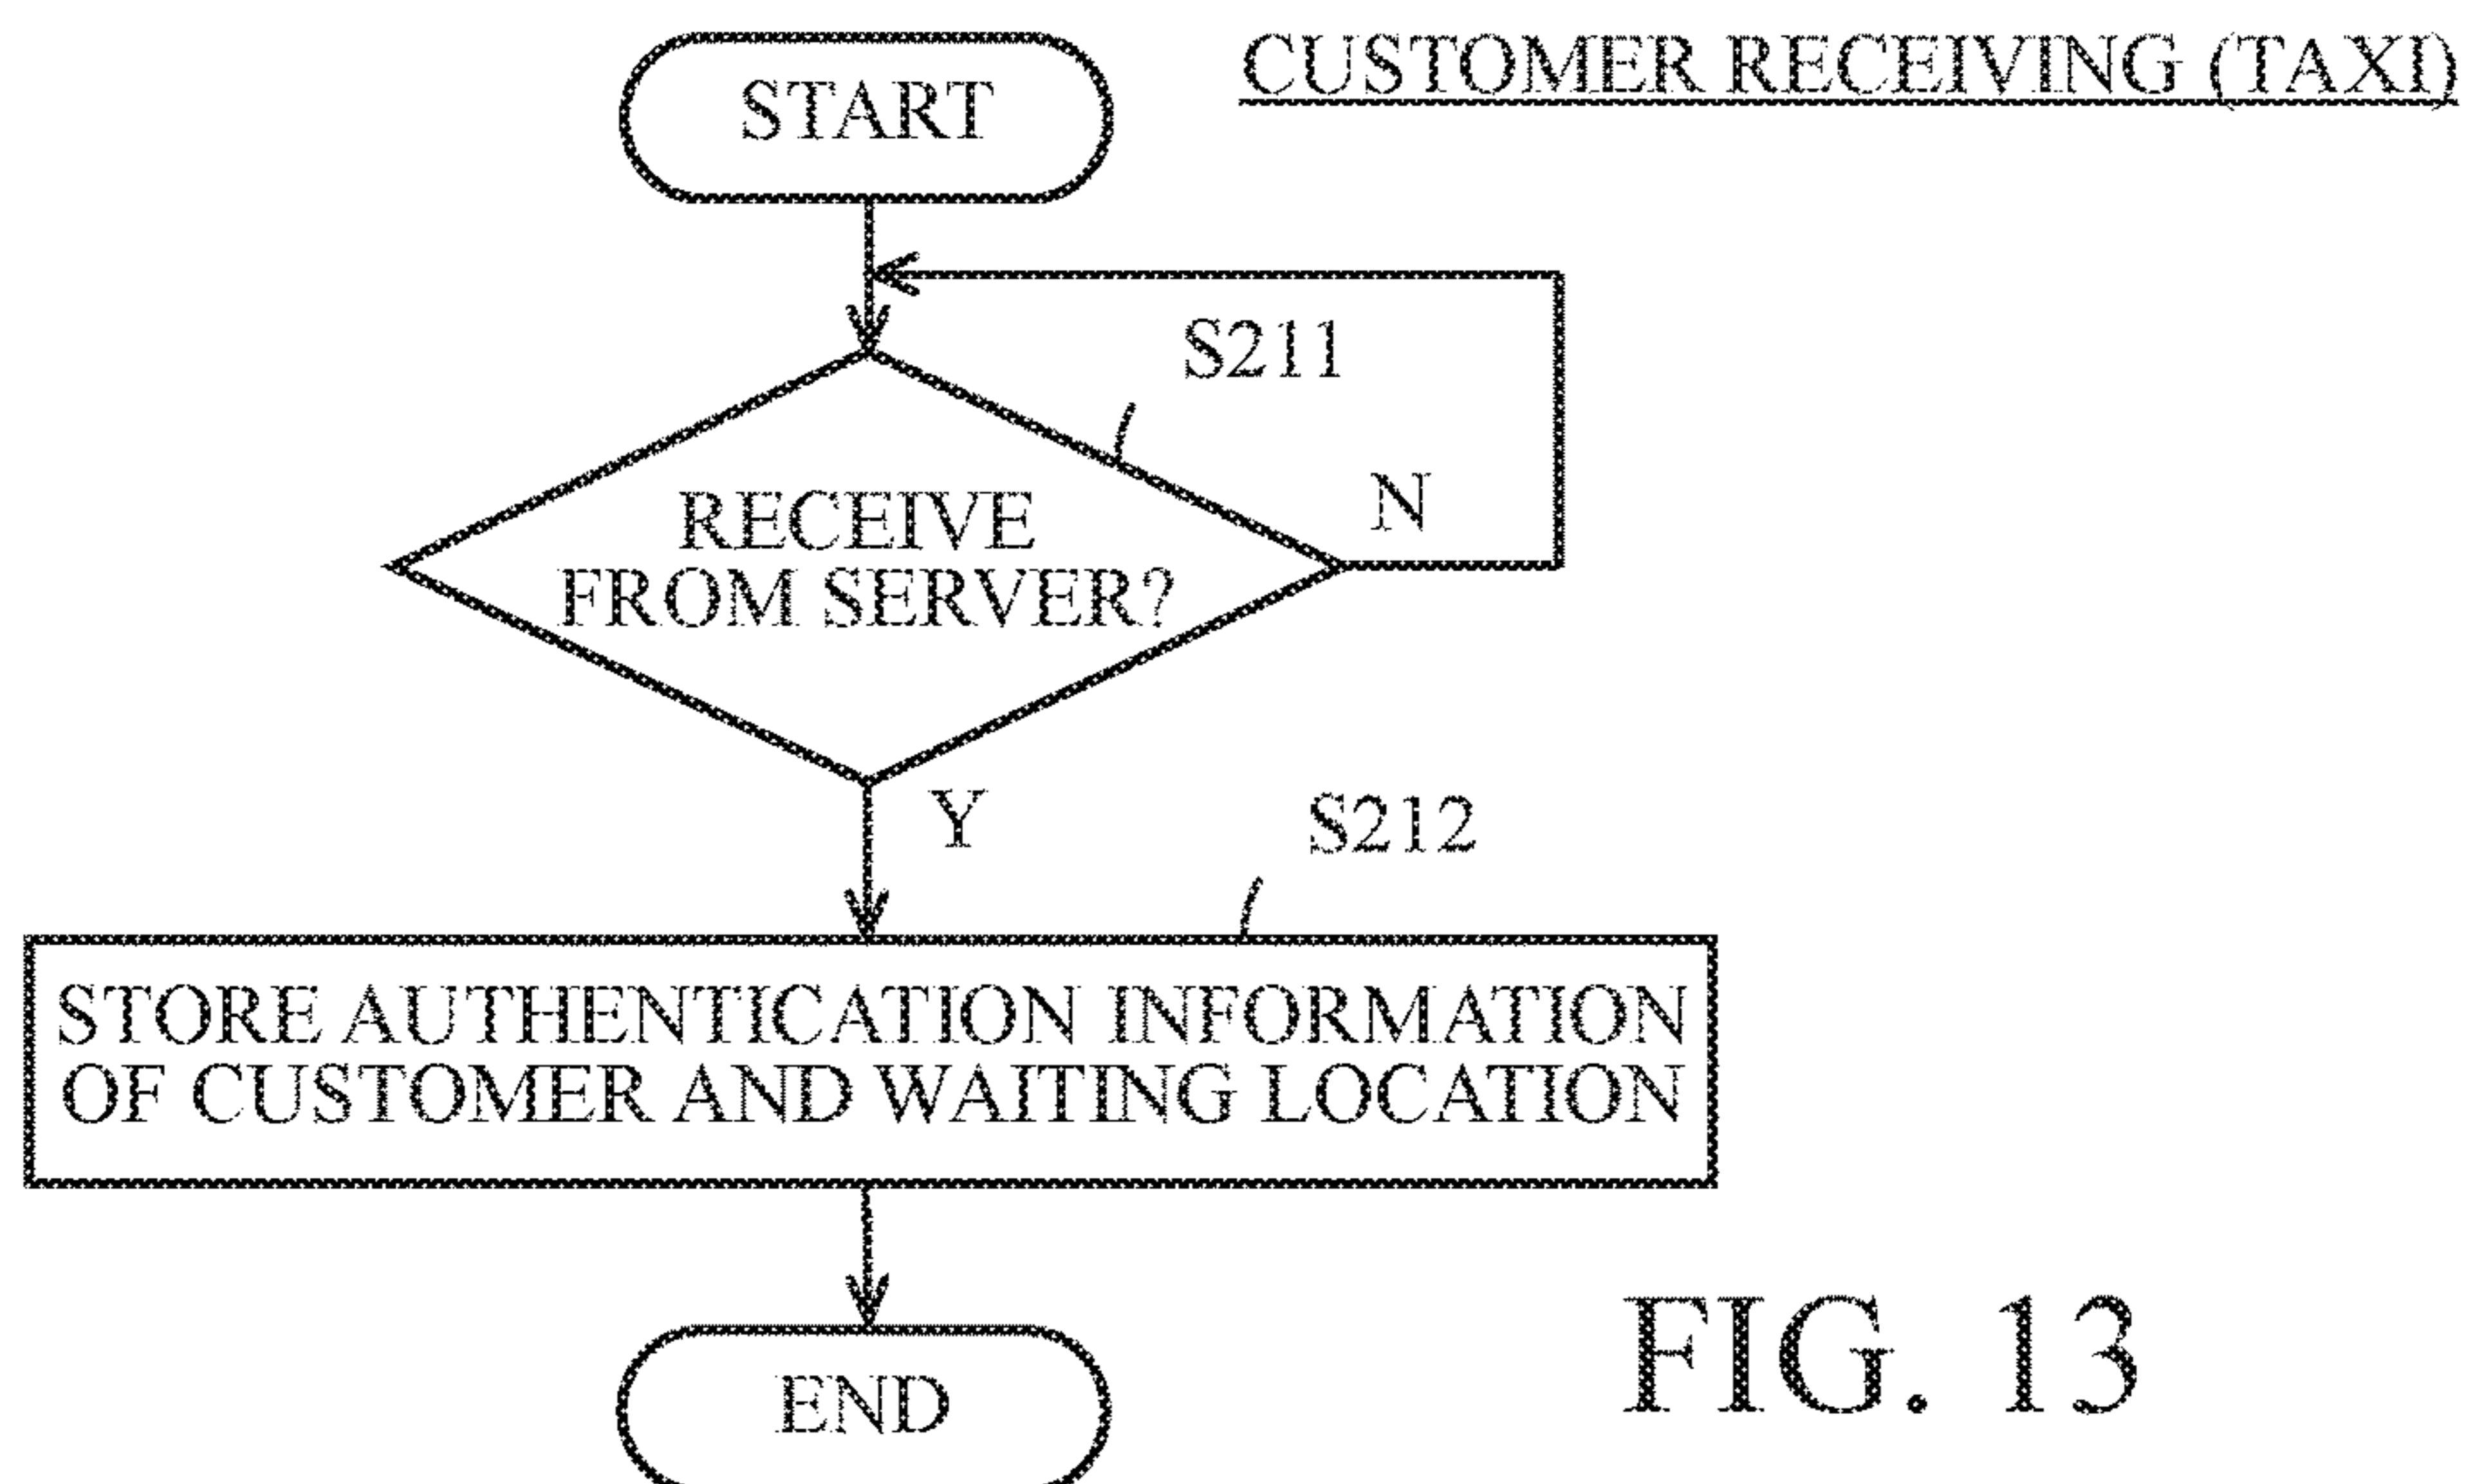 START
CUSTOMER RECEIVING (TAXI)
S211
RECEIVE
FROM SERVER?
N
Y
S212
STORE AUTHENTICATION INFORMATION
OF CUSTOMER AND WAITING LOCATION
END
FIG. 13